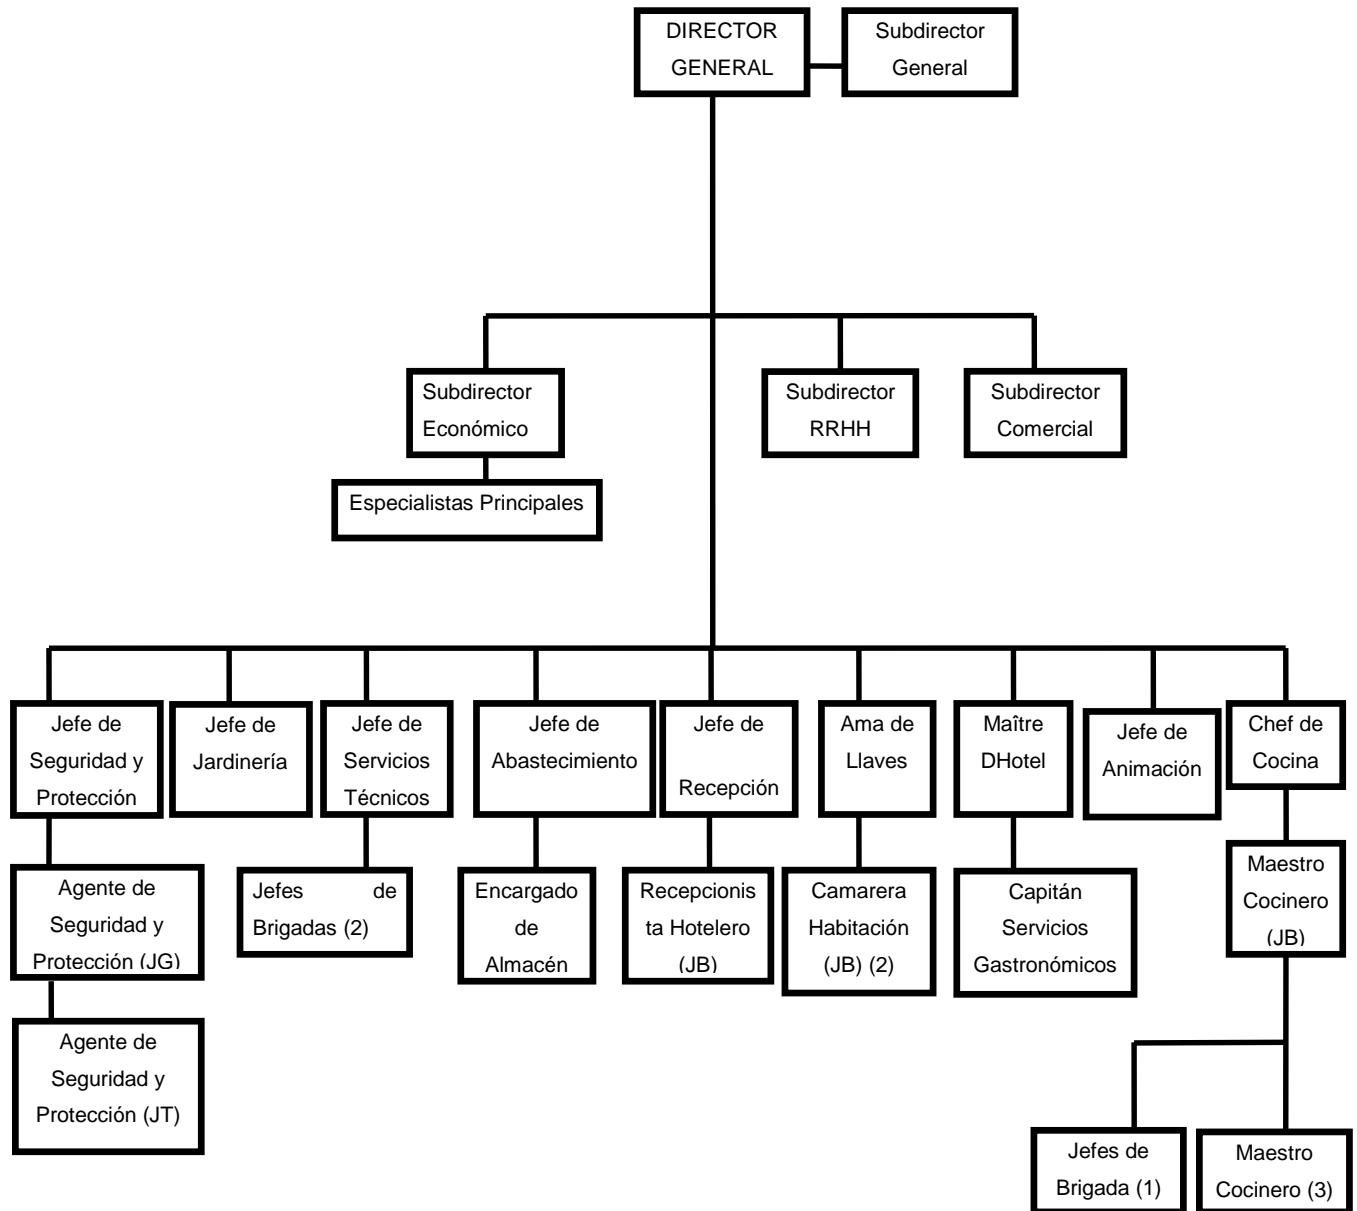 DIRECTOR
GENERAL
Subdirector
General
Subdirector
Económico
Subdirector
RRHH
Subdirector
Comercial
Especialistas Principales
Jefe de
Seguridad y
Protección
Jefe de
Jardinería
Jefe de
Servicios
Técnicos
Jefe de
Abastecimiento
Jefe de
Recepción
Ama de
Llaves
Maître
DHotel
Jefe de
Animación
Chef de
Cocina
Agente de
Seguridad y
Protección (JG)
Jefes de
Brigadas (2)
Encargado
de
Almacén
Recepcionis
ta Hotelero
(JB)
Camarera
Habitación
(JB) (2)
Capitán
Servicios
Gastronómicos
Maestro
Cocinero
(JB)
Agente de
Seguridad y
Protección (JT)
Jefes de
Brigada (1)
Maestro
Cocinero (3)